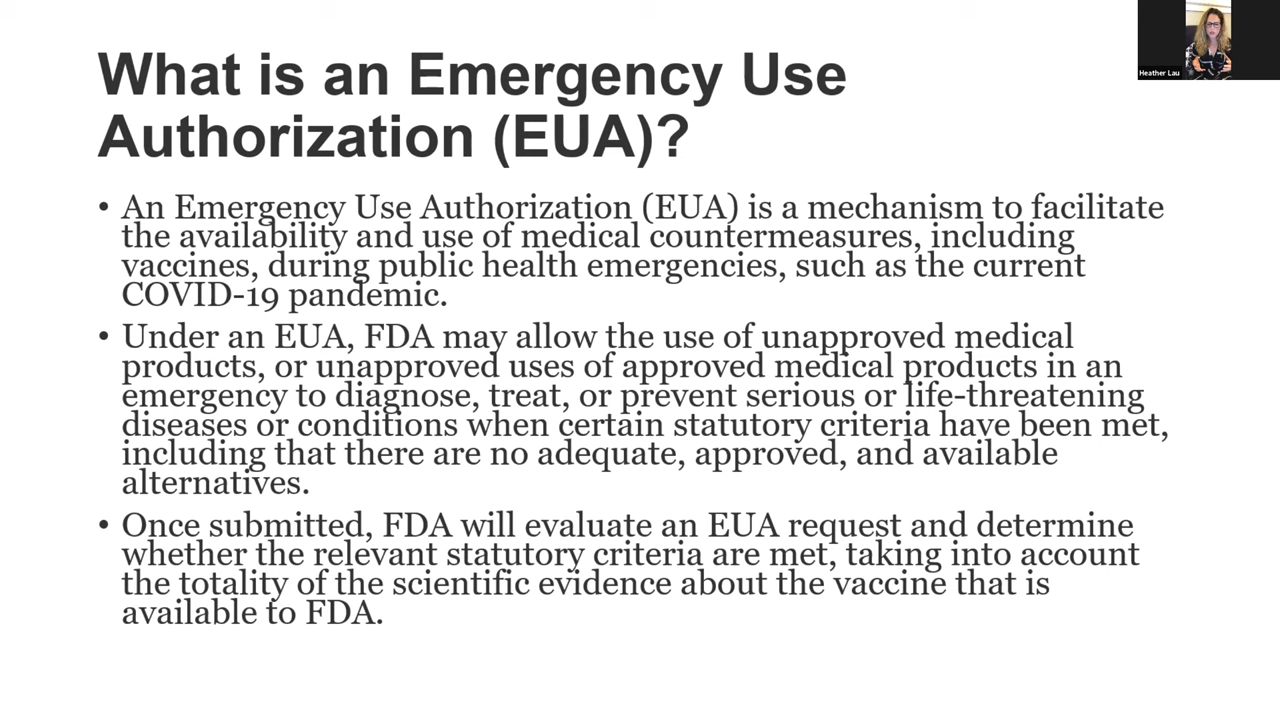 What is an Emergency Use
Authorization (EUA)?
• An Emergency Use Authorization (EUA) is a mechanism to facilitate
the availability and use of medical countermeasures, including
vaccines, during public health emergencies, such as the current
COVID-19 pandemic.
• Under an EUA, FDA may allow the use of unapproved medical
products, or unapproved uses of approved medical products in an
emergency to diagnose, treat, or prevent serious or life-threatening
diseases or conditions when certain statutory criteria have been met,
including that there are no adequate, approved, and available
alternatives.
• Once submitted, FDA will evaluate an EUA request and determine
whether the relevant statutory criteria are met, taking into account
the totality of the scientific evidence about the vaccine that is
available to FDA.
Heather Lau